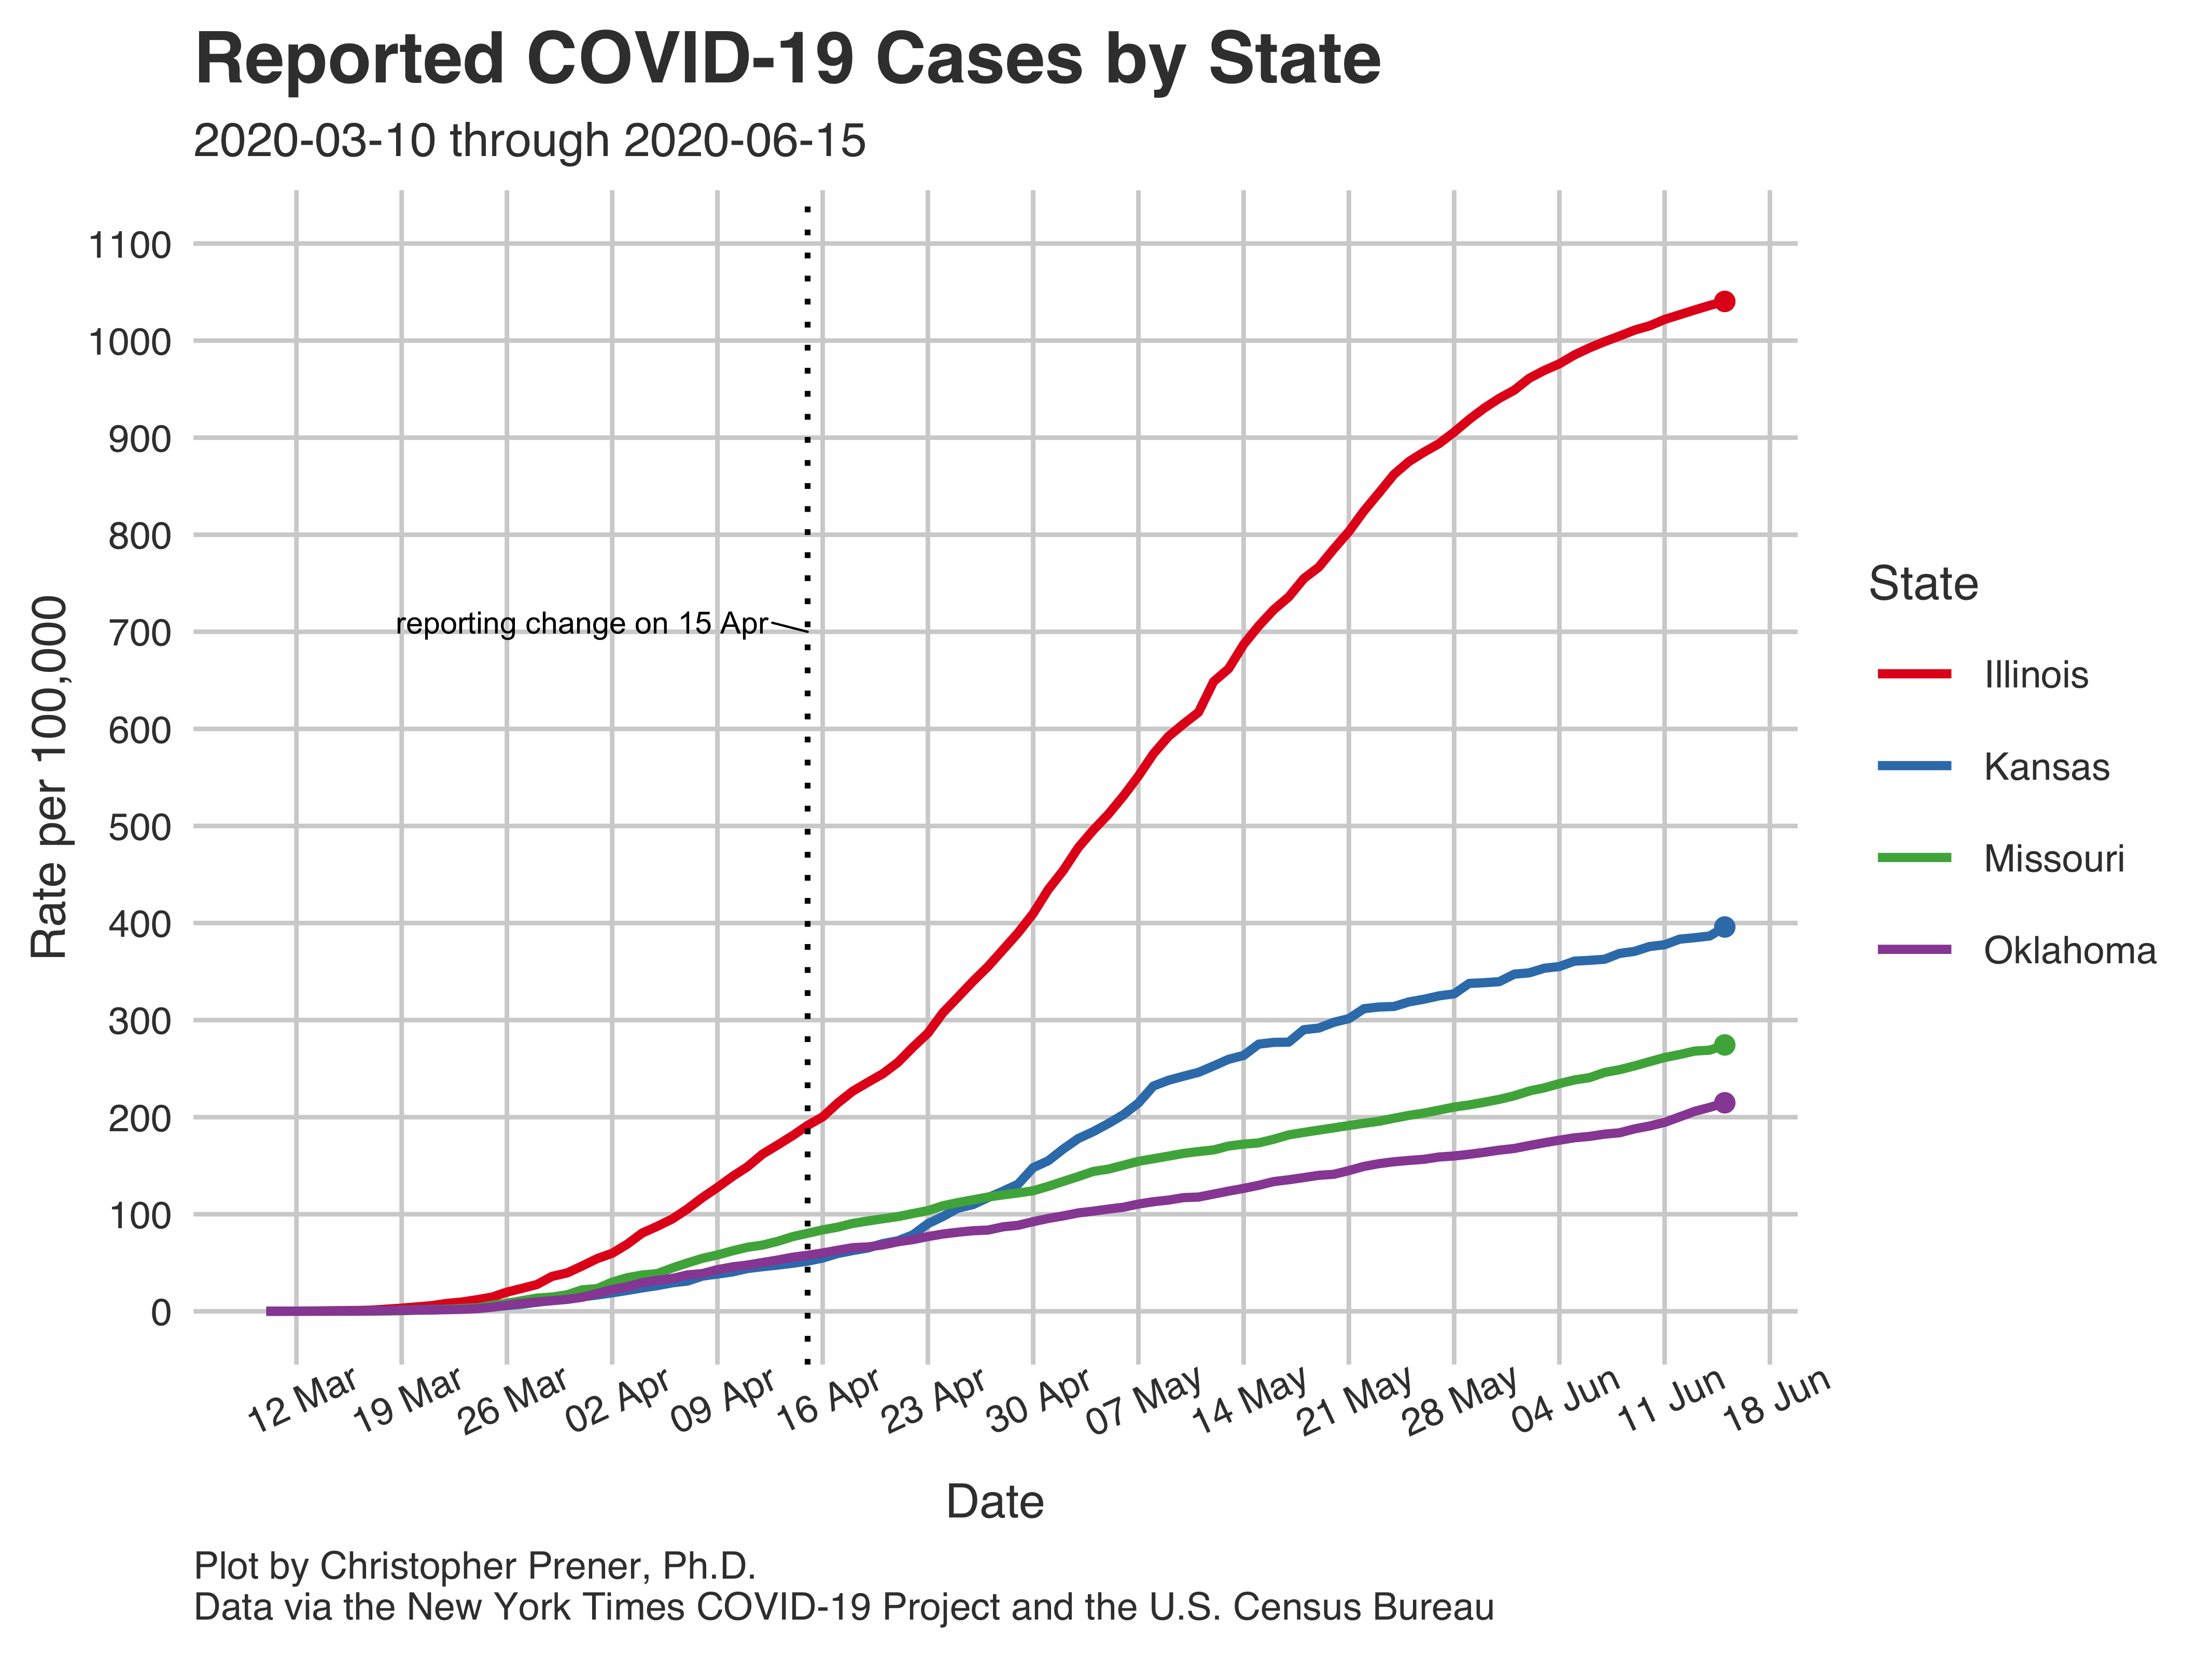 Reported COVID-19 Cases by State
2020-03-10 through 2020-06-15
Rate per 100,000
1100
1000
900
800
700
600
500
400
300
200
100
0
reporting change on 15 Apr
State
Illinois
Kansas
Missouri
Oklahoma
12 Mar
19 Mar
26 Mar
02 Apr
09 Apr
16 Apr
23 Apr
30 Apr
07 May
14 May
21 May
28 May
04 Jun
11 Jun
18 Jun
Date
Plot by Christopher Prener, Ph.D.
Data via the New York Times COVID-19 Project and the U.S. Census Bureau